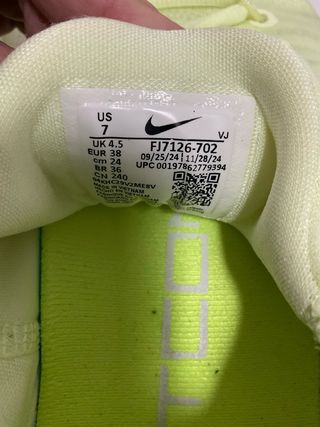 US
7
UK 4.5
EUR 38
cm 24
BR 36
CN 240
VJ
FJ7126-702
09/25/24 11/28/24
UPC 00197862779394
MADE IN VIETNAM
TCON